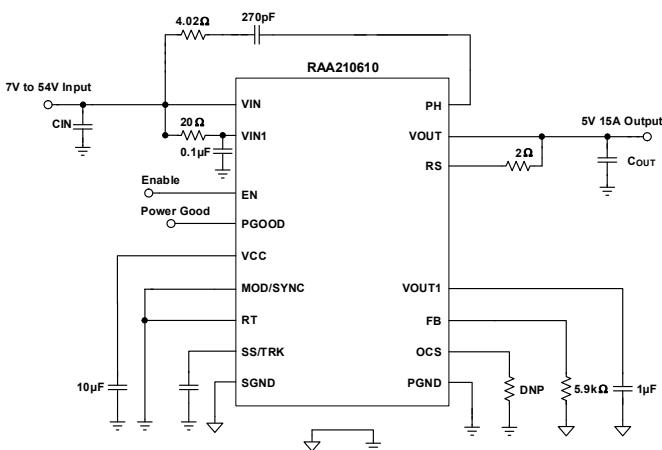 4.02Ω
270pF
RAA210610
7V to 54V Input
VIN
PH
5V 15A Output
CIN
20Ω
VIN1
VOUT
0.1µF
RS
2Ω
COUT
Enable
EN
Power Good
PGOOD
VCC
MOD/SYNC
VOUT1
RT
FB
SS/TRK
OCS
10µF
SGND
PGND
DNP
5.9kΩ
1µF